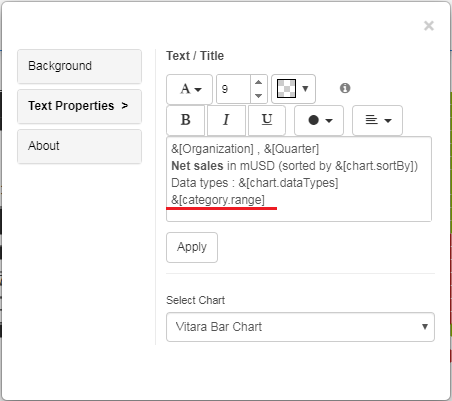 ×
Background
Text Properties >
About
Text / Title
A
9
B I U
&[Organization] , &[Quarter]
Net sales in mUSD (sorted by &[chart.sortBy])
Data types : &[chart.dataTypes]
&[category.range]
Apply
Select Chart
Vitara Bar Chart